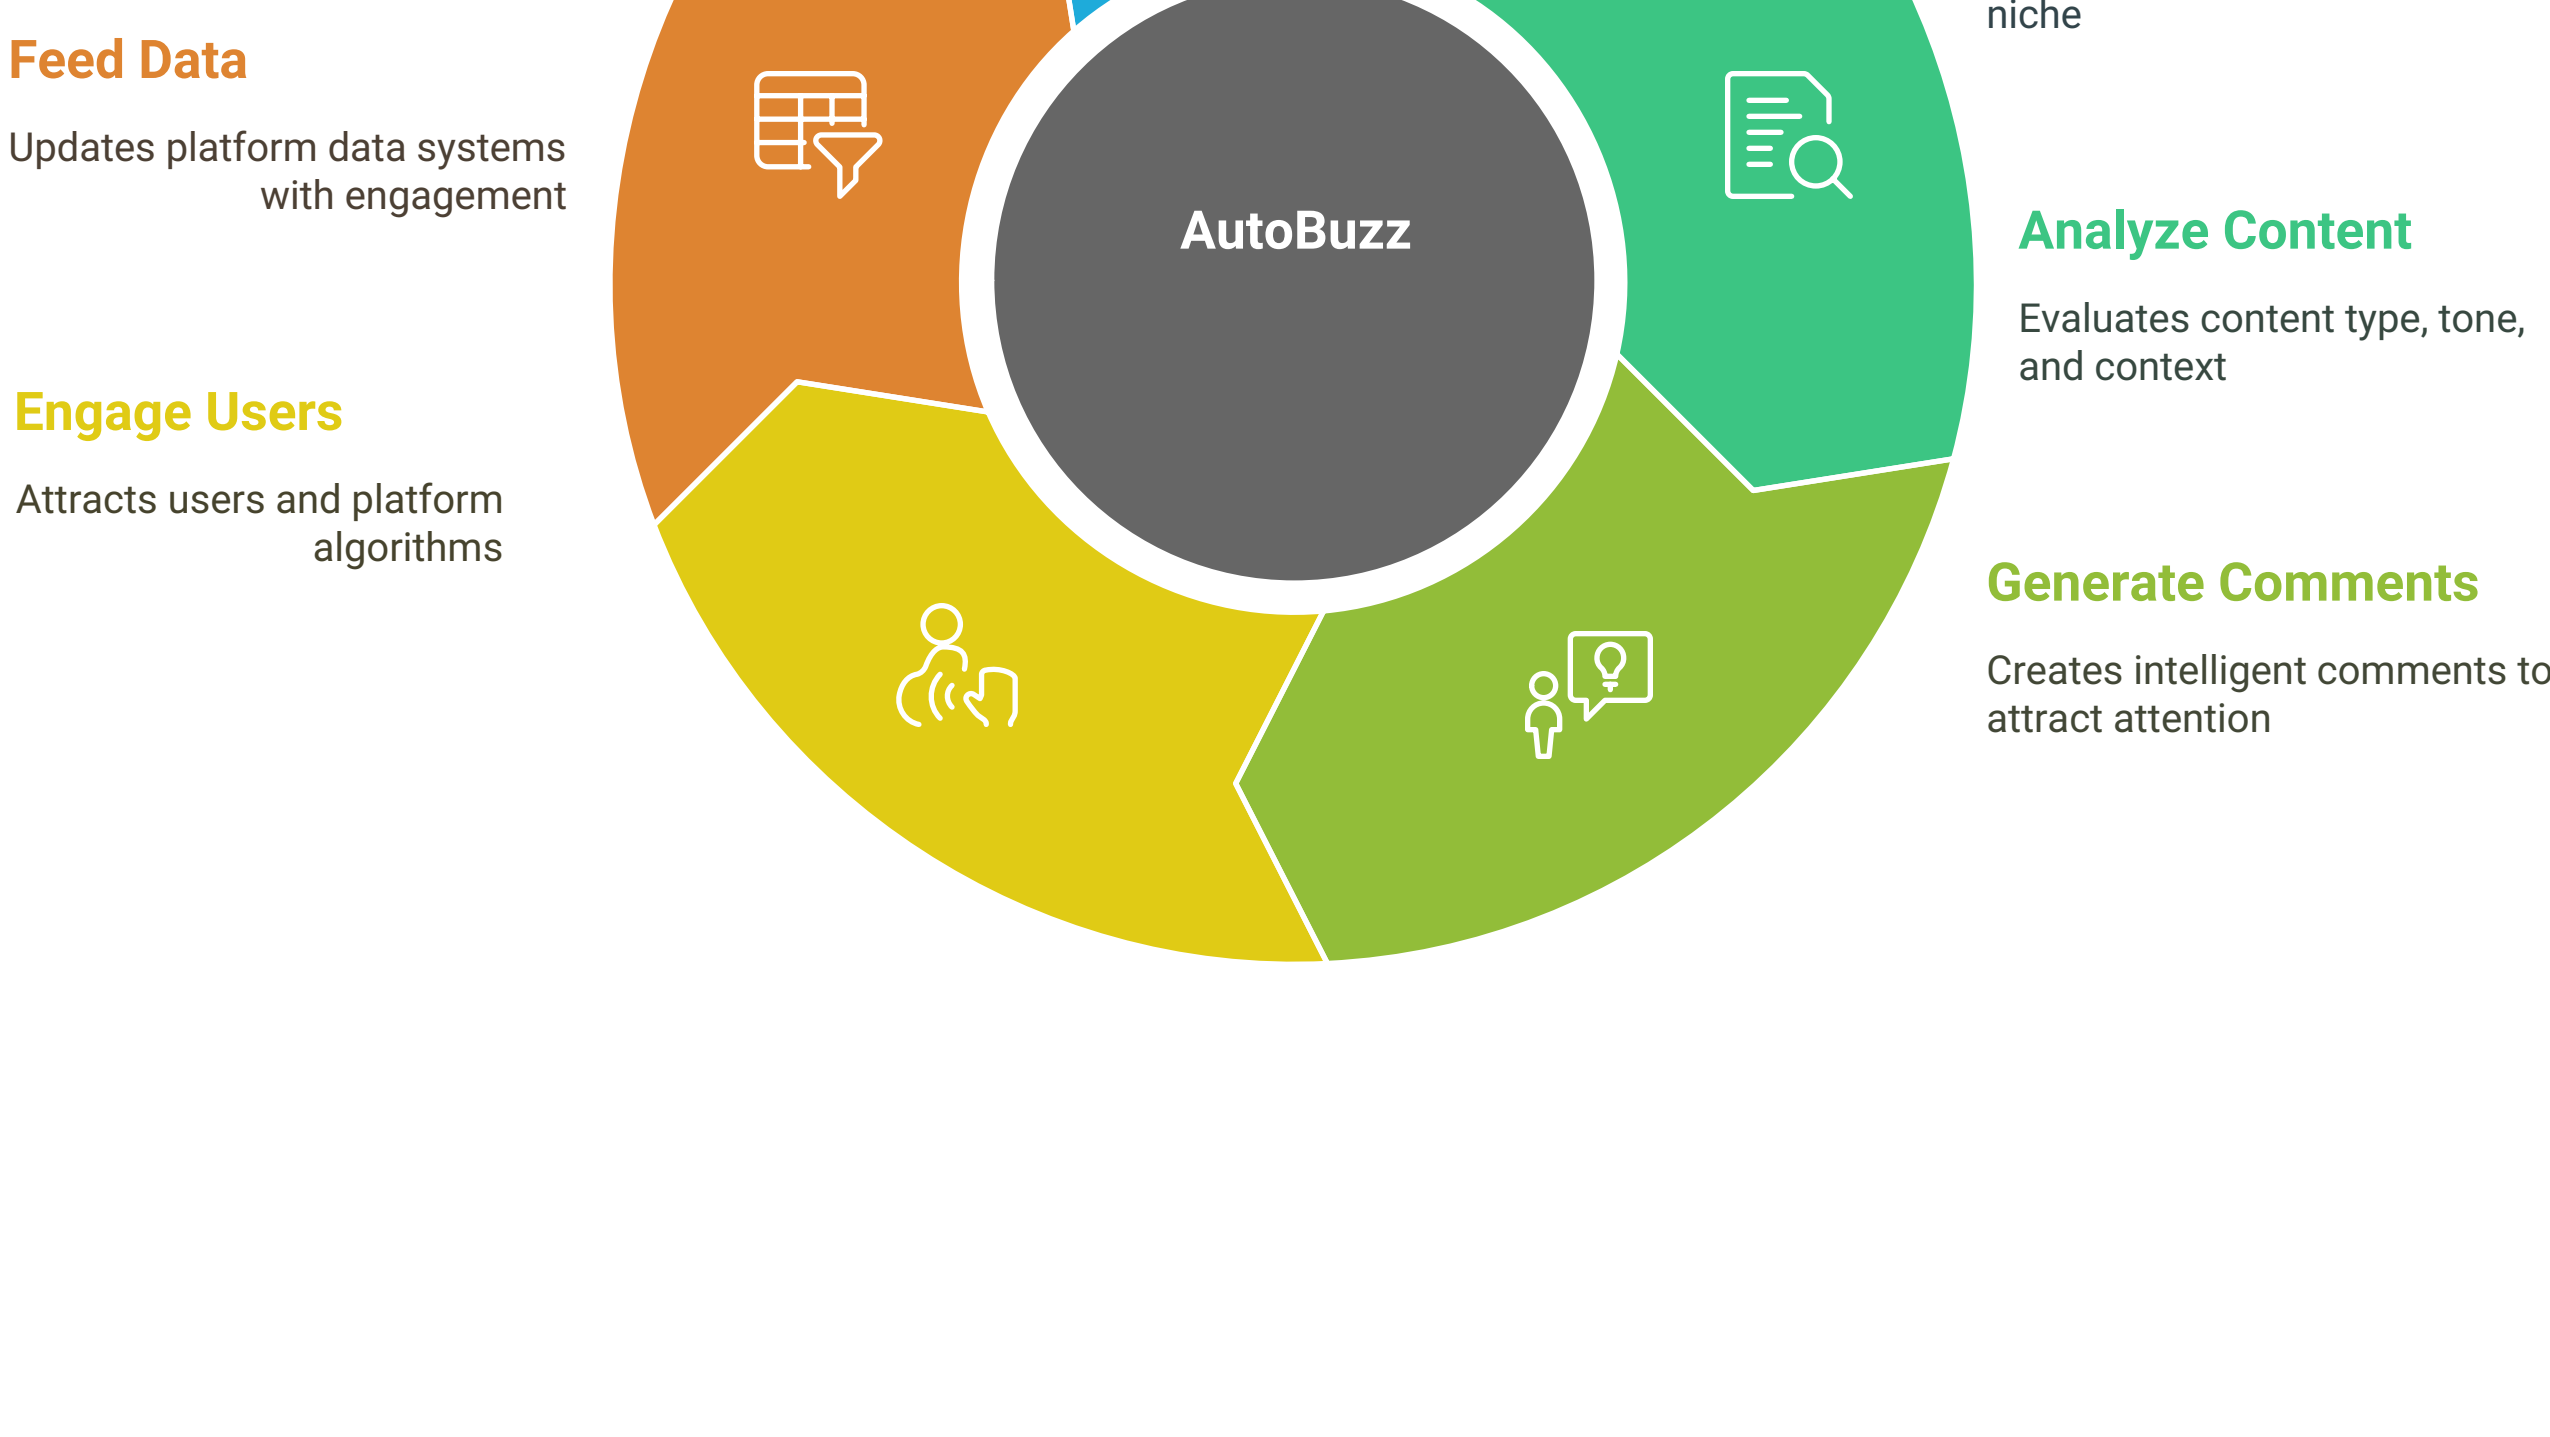 niche
Feed Data
Updates platform data systems
with engagement
AutoBuzz
Analyze Content
Evaluates content type, tone,
and context
Engage Users
Attracts users and platform
algorithms
Generate Comments
Creates intelligent comments to
attract attention